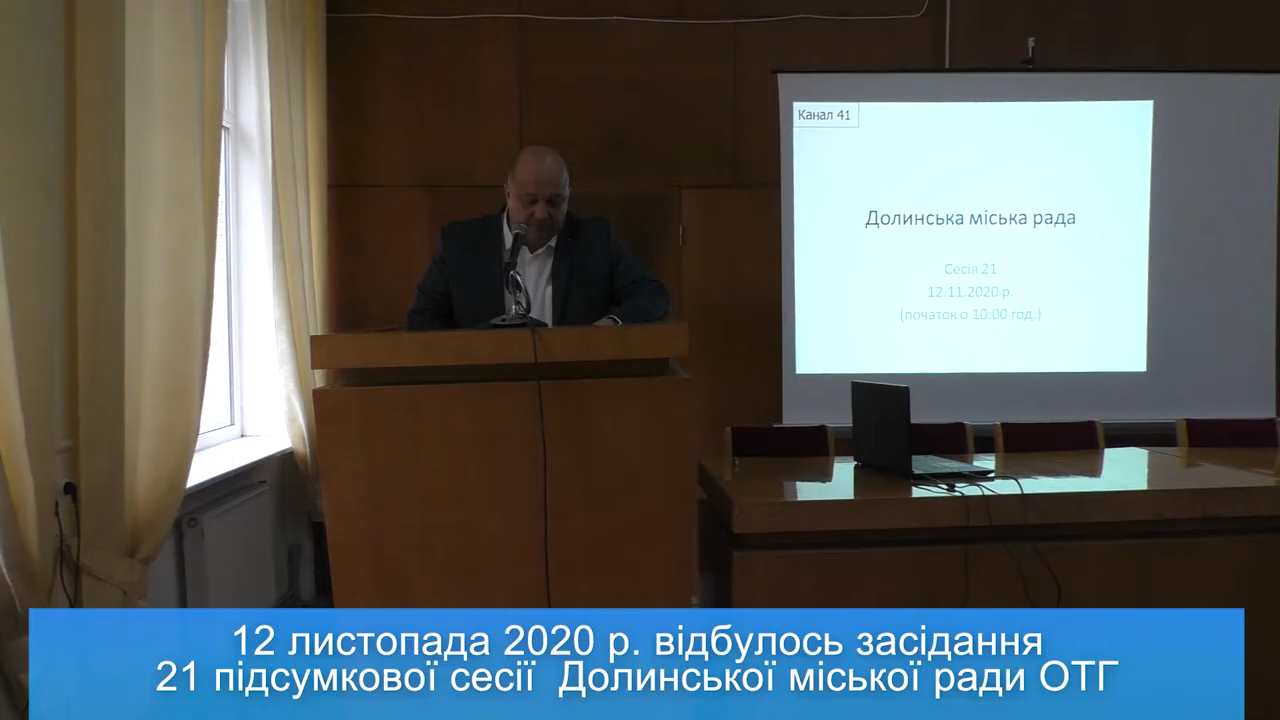 Канал 41
Долинська міська рада
Сесія 21
12.11.2020 р.
(початок о 10:00 год.)
12 листопада 2020 р. відбулось засідання
21 підсумкової сесії Долинської міської ради ОТГ